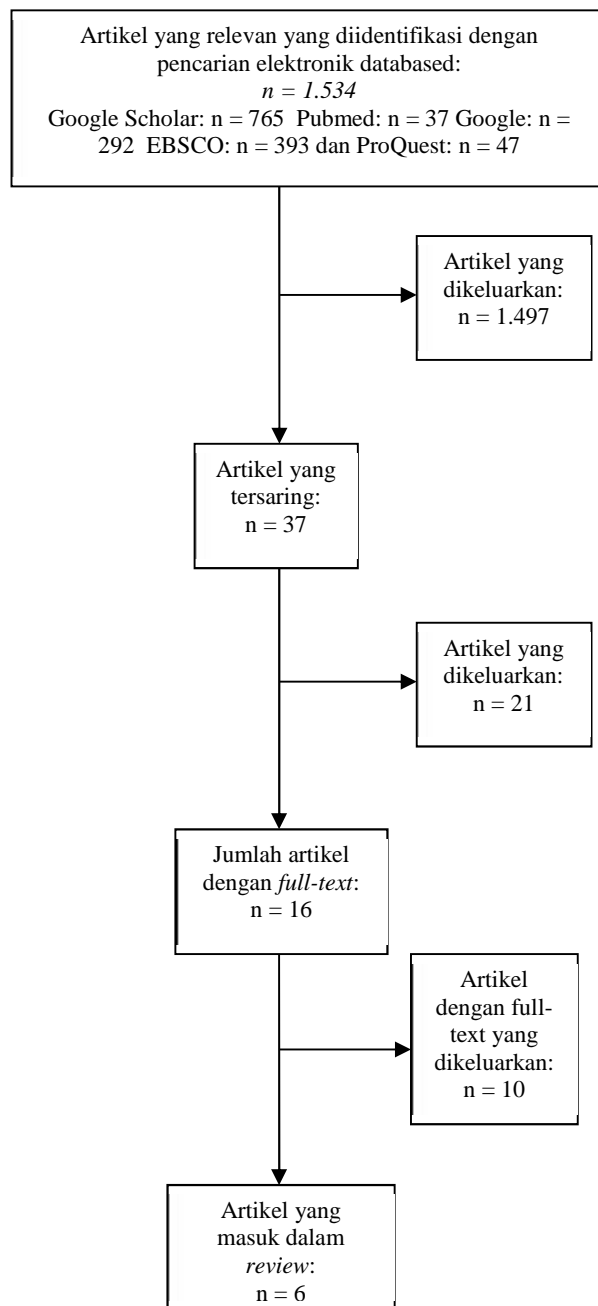 Artikel yang relevan yang diidentifikasi dengan
pencarian elektronik databased:
n = 1.534
Google Scholar: n = 765 Pubmed: n = 37 Google: n =
292 EBSCO: n = 393 dan ProQuest: n = 47
Artikel yang
dikeluarkan:
n = 1.497
Artikel yang
tersaring:
n = 37
Artikel yang
dikeluarkan:
n = 21
Jumlah artikel
dengan full-text:
n = 16
Artikel
dengan full-
text yang
dikeluarkan:
n = 10
Artikel yang
masuk dalam
review:
n = 6